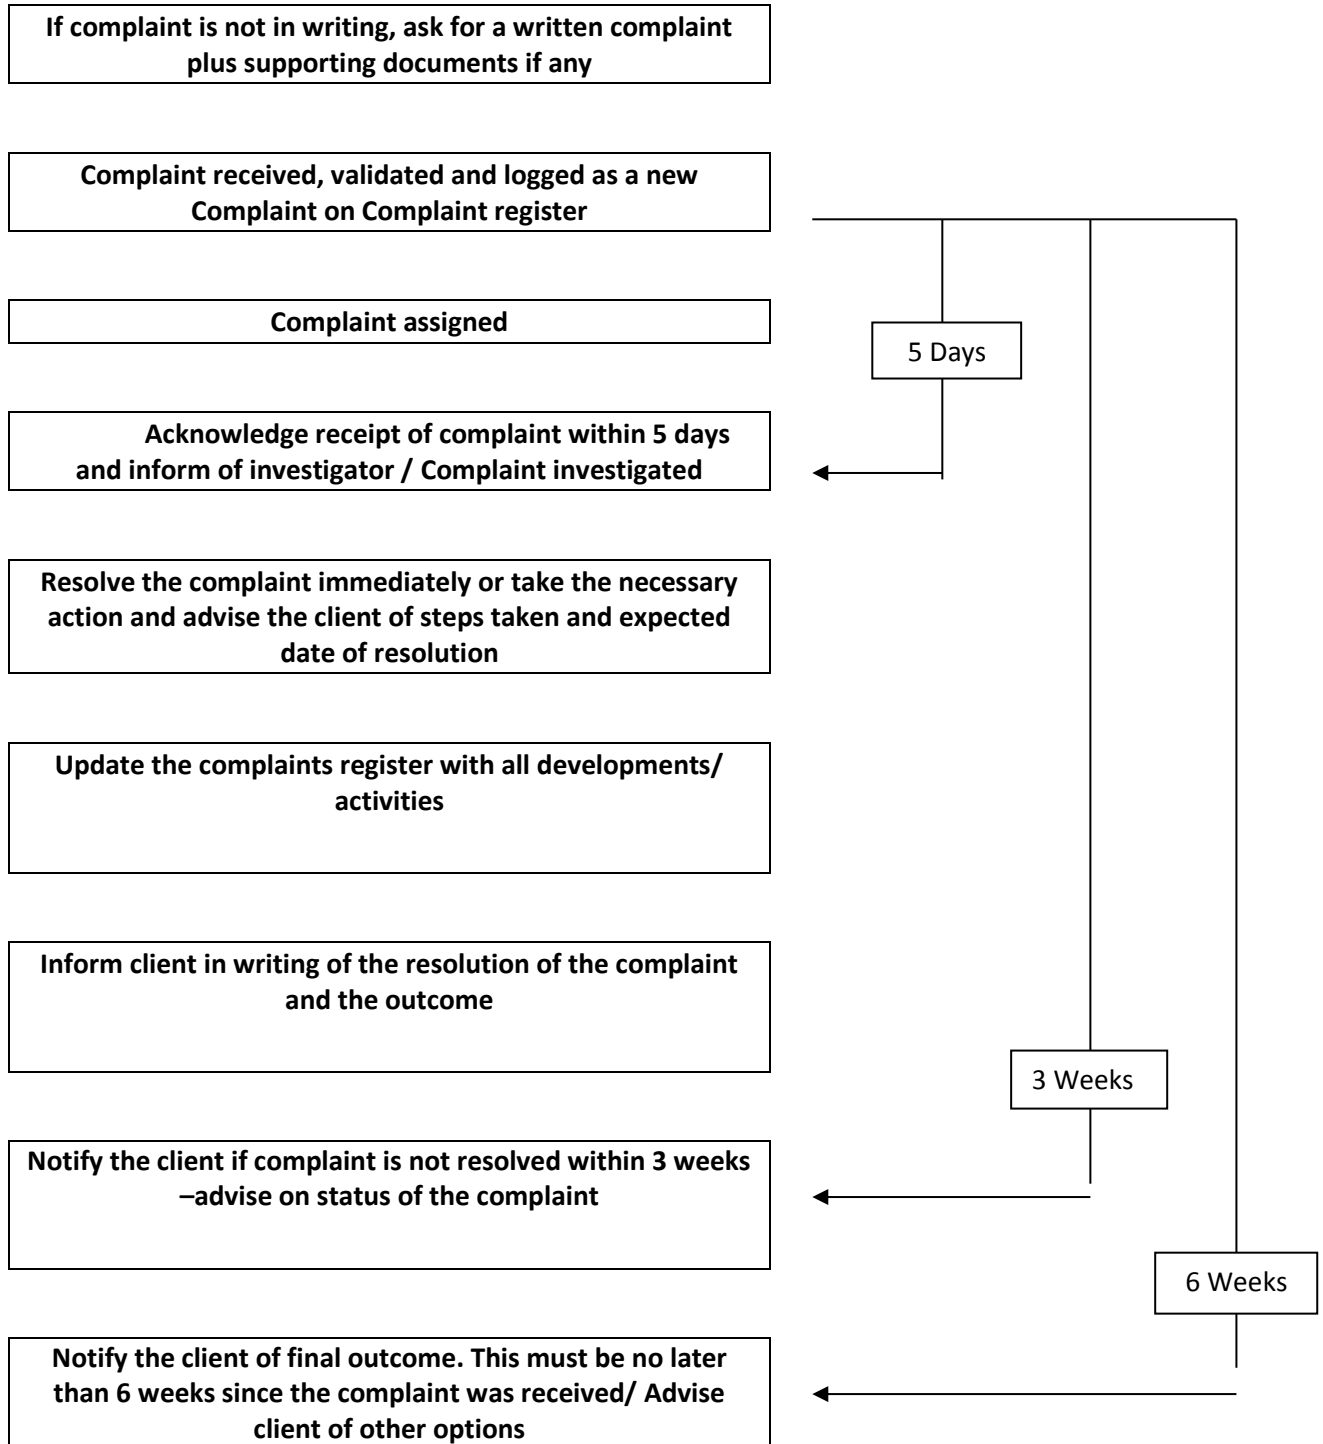 If complaint is not in writing, ask for a written complaint
plus supporting documents if any
Complaint received, validated and logged as a new
Complaint on Complaint register
Complaint assigned
5 Days
Acknowledge receipt of complaint within 5 days
and inform of investigator / Complaint investigated
Resolve the complaint immediately or take the necessary
action and advise the client of steps taken and expected
date of resolution
Update the complaints register with all developments/
activities
Inform client in writing of the resolution of the complaint
and the outcome
3 Weeks
Notify the client if complaint is not resolved within 3 weeks
–advise on status of the complaint
6 Weeks
Notify the client of final outcome. This must be no later
than 6 weeks since the complaint was received/ Advise
client of other options